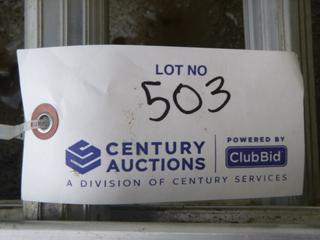 LOT NO
503
CENTURY AUCTIONS
POWERED BY
ClubBid
A DIVISION OF CENTURY SERVICES